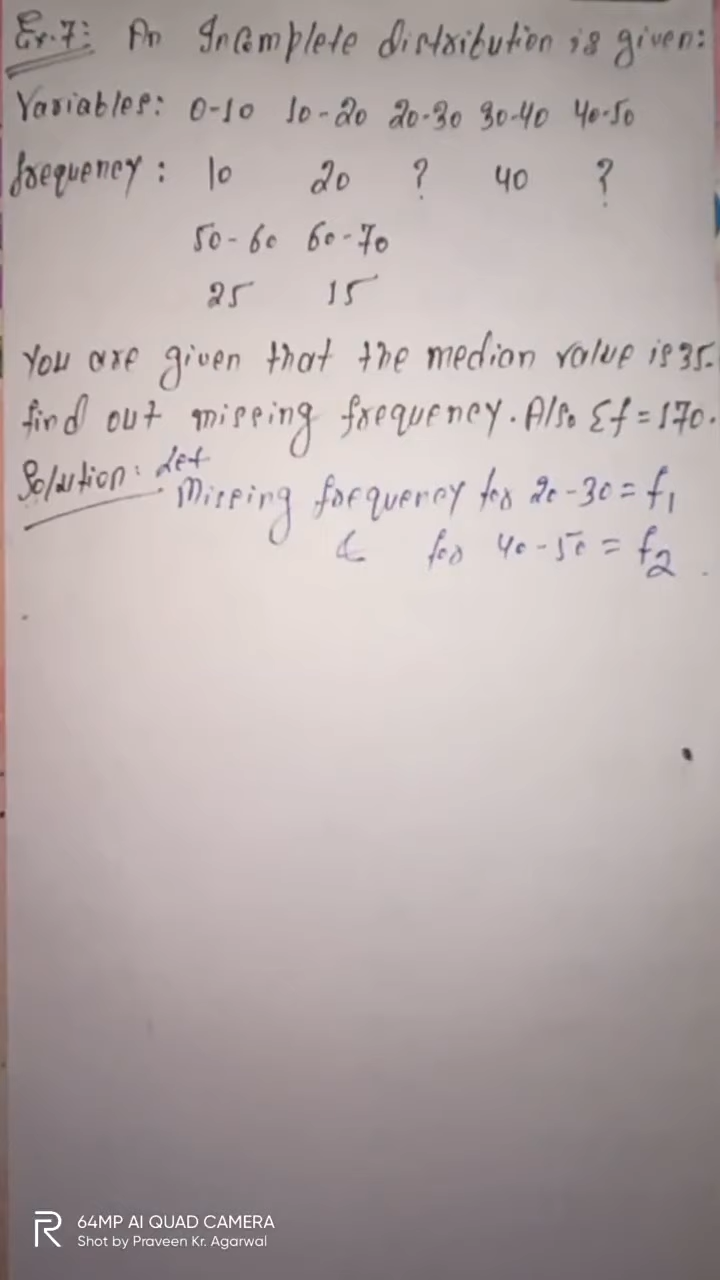 Ex.7: An Incomplete distribution is given:
Variables: 0-10 10-20 20-30 30-40 40-50
frequency: 10 20 ? 40 ?
50-60 60-70
25 15
You are given that the median value is 35.
find out missing frequency. Also Σf = 170.
Solution: let
Missing frequency for 20-30 = f₁
& for 40-50 = f₂
64MP AI QUAD CAMERA
Shot by Praveen Kr. Agarwal